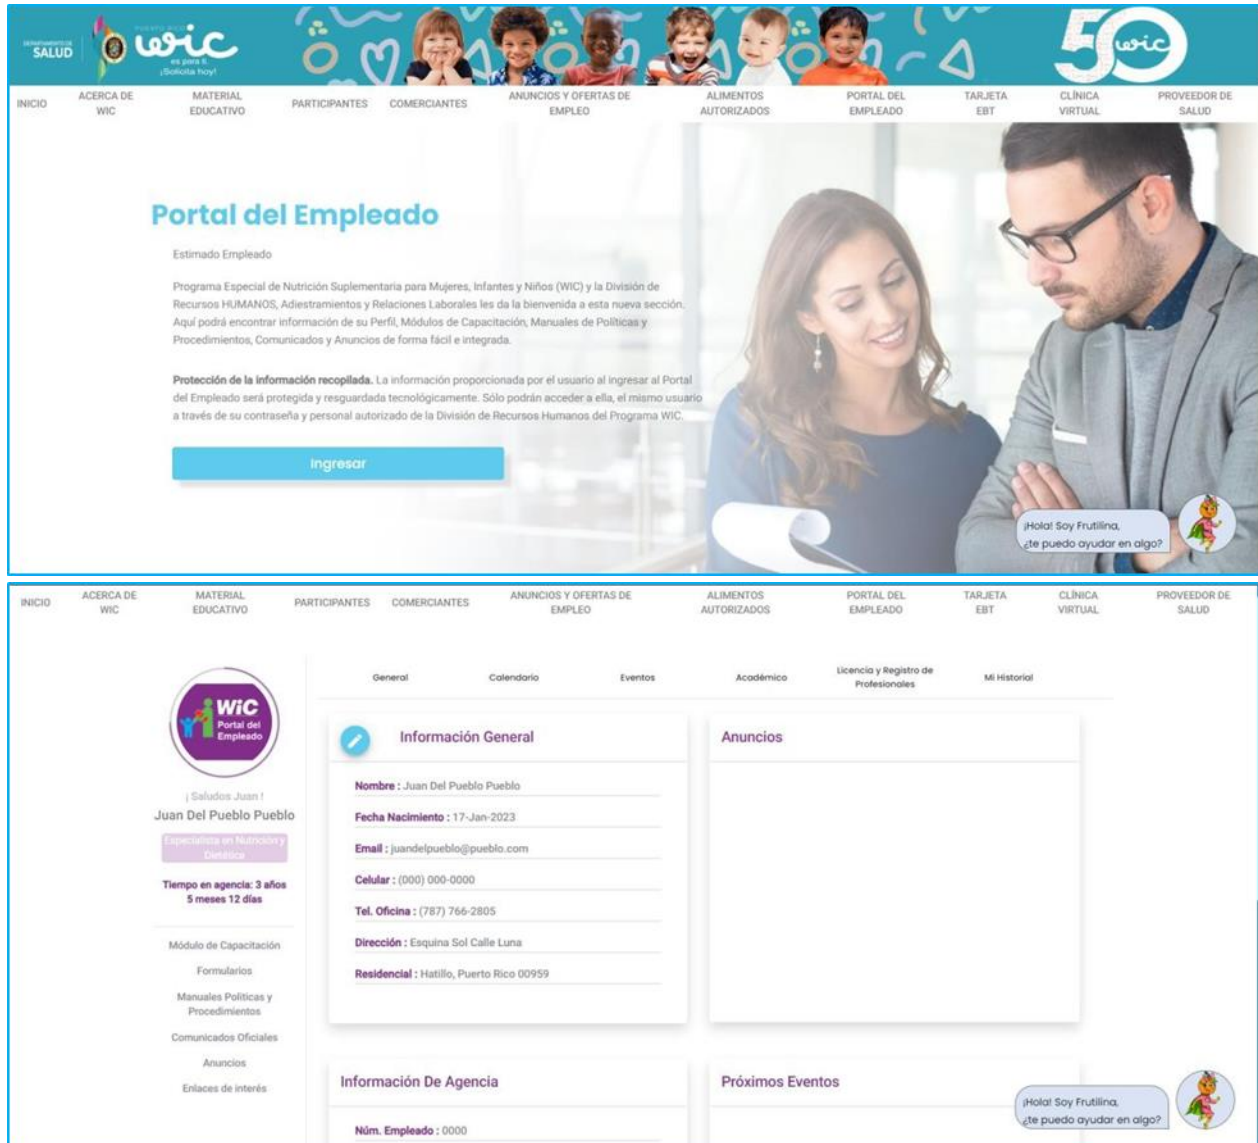 DEPARTAMENTO DE
SALUD
PUERTO RICO
wic
es para ti.
¡Solicita hoy!
50 wic
INICIO
ACERCA DE
WIC
MATERIAL
EDUCATIVO
PARTICIPANTES
COMERCIANTES
ANUNCIOS Y OFERTAS DE
EMPLEO
ALIMENTOS
AUTORIZADOS
PORTAL DEL
EMPLEADO
TARJETA
EBT
CLÍNICA
VIRTUAL
PROVEEDOR DE
SALUD
Portal del Empleado
Estimado Empleado
Programa Especial de Nutrición Suplementaria para Mujeres, Infantes y Niños (WIC) y la División de
Recursos HUMANOS, Adiestramientos y Relaciones Laborales les da la bienvenida a esta nueva sección.
Aquí podrá encontrar información de su Perfil, Módulos de Capacitación, Manuales de Políticas y
Procedimientos, Comunicados y Anuncios de forma fácil e integrada.
Protección de la información recopilada. La información proporcionada por el usuario al ingresar al Portal
del Empleado será protegida y resguardada tecnológicamente. Sólo podrán acceder a ella, el mismo usuario
a través de su contraseña y personal autorizado de la División de Recursos Humanos del Programa WIC.
Ingresar
¡Hola! Soy Frutilina,
¿te puedo ayudar en algo?
INICIO
ACERCA DE
WIC
MATERIAL
EDUCATIVO
PARTICIPANTES
COMERCIANTES
ANUNCIOS Y OFERTAS DE
EMPLEO
ALIMENTOS
AUTORIZADOS
PORTAL DEL
EMPLEADO
TARJETA
EBT
CLÍNICA
VIRTUAL
PROVEEDOR DE
SALUD
WiC
Portal del
Empleado
¡ Saludos Juan !
Juan Del Pueblo Pueblo
Especialista en Nutrición y
Dietética
Tiempo en agencia: 3 años
5 meses 12 días
Módulo de Capacitación
Formularios
Manuales Políticas y
Procedimientos
Comunicados Oficiales
Anuncios
Enlaces de interés
General
Calendario
Eventos
Académico
Licencia y Registro de
Profesionales
Mi Historial
Información General
Nombre : Juan Del Pueblo Pueblo
Fecha Nacimiento : 17-Jan-2023
Email : juandelpueblo@pueblo.com
Celular : (000) 000-0000
Tel. Oficina : (787) 766-2805
Dirección : Esquina Sol Calle Luna
Residencial : Hatillo, Puerto Rico 00959
Anuncios
Información De Agencia
Núm. Empleado : 0000
Próximos Eventos
¡Hola! Soy Frutilina,
¿te puedo ayudar en algo?